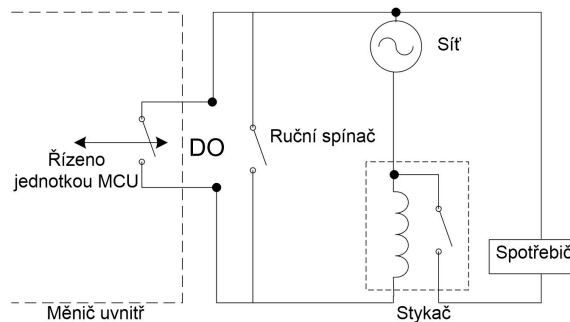 Síť
DO
Ruční spínač
Řízeno
jednotkou MCU
Spotřebič
Měnič uvnitř
Stykač